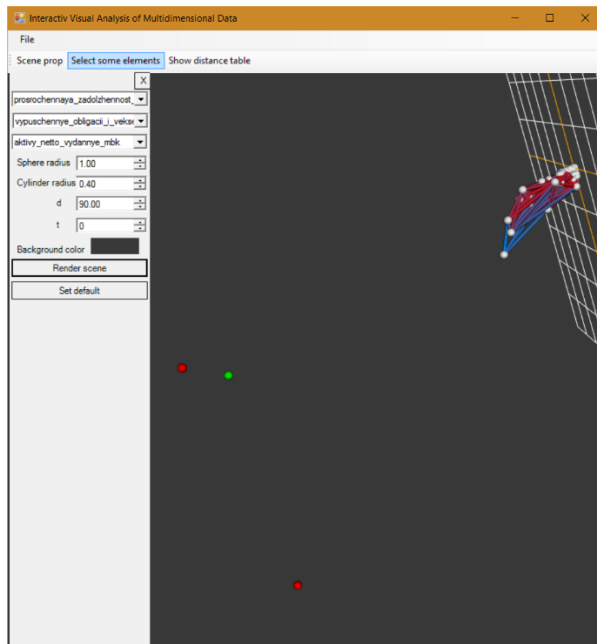 Interactiv Visual Analysis of Multidimensional Data
File
Scene prop Select some elements Show distance table
X
prosrochennaya_zadolzhennost_
vypuschennye_obligacii_i_veks
aktivy_netto_vydannye_mbk
Sphere radius 1.00
Cylinder radius 0.40
d 90.00
t 0
Background color
Render scene
Set default